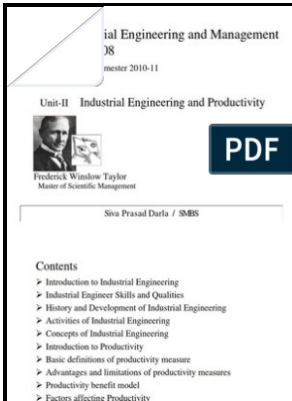 ial Engineering and Management
08
mester 2010-11
Unit-II Industrial Engineering and Productivity
PDF
Frederick Winslow Taylor
Master of Scientific Management
Siva Prasad Darla / SMBS
Contents
➢ Introduction to Industrial Engineering
➢ Industrial Engineer Skills and Qualities
➢ History and Development of Industrial Engineering
➢ Activities of Industrial Engineering
➢ Concepts of Industrial Engineering
➢ Introduction to Productivity
➢ Basic definitions of productivity measure
➢ Advantages and limitations of productivity measures
➢ Productivity benefit model
➢ Factors affecting Productivity